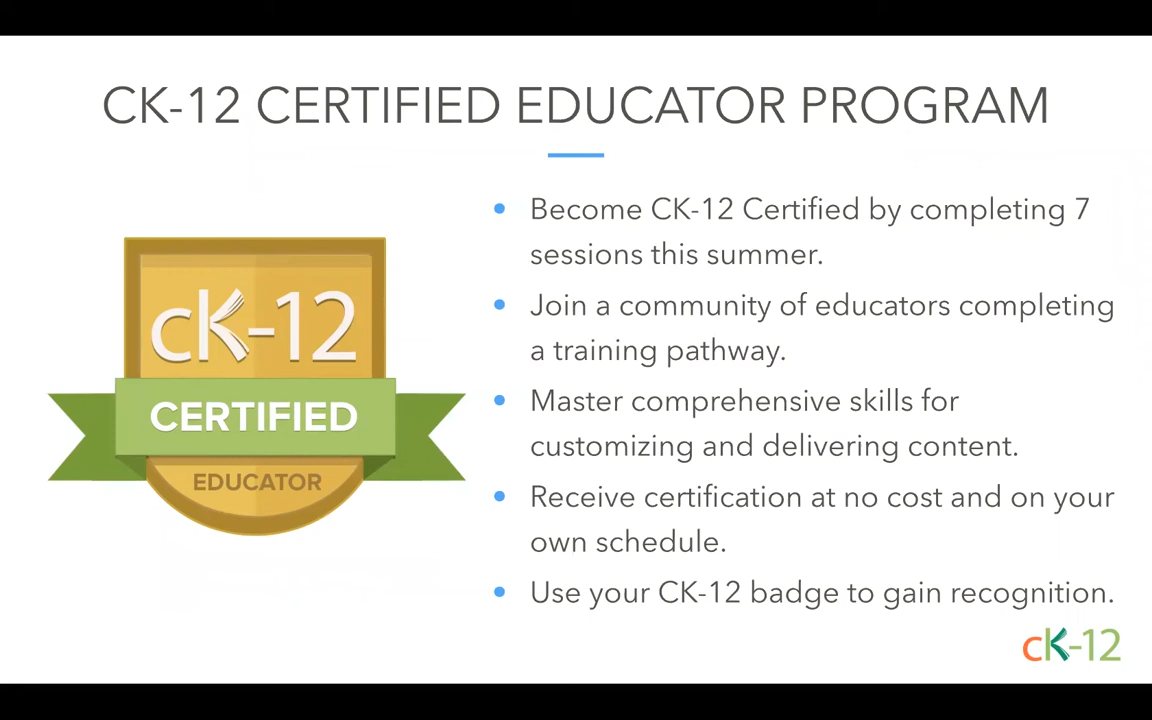 CK-12 CERTIFIED EDUCATOR PROGRAM
cK-12
CERTIFIED
EDUCATOR
• Become CK-12 Certified by completing 7
sessions this summer.
• Join a community of educators completing
a training pathway.
• Master comprehensive skills for
customizing and delivering content.
• Receive certification at no cost and on your
own schedule.
• Use your CK-12 badge to gain recognition.
cK-12